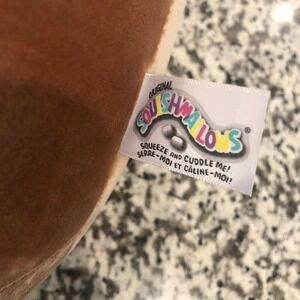 ORIGINAL
SQUISHMALLOWS®
SQUEEZE AND CUDDLE ME!
SERRE-MOI ET CÂLINE-MOI!